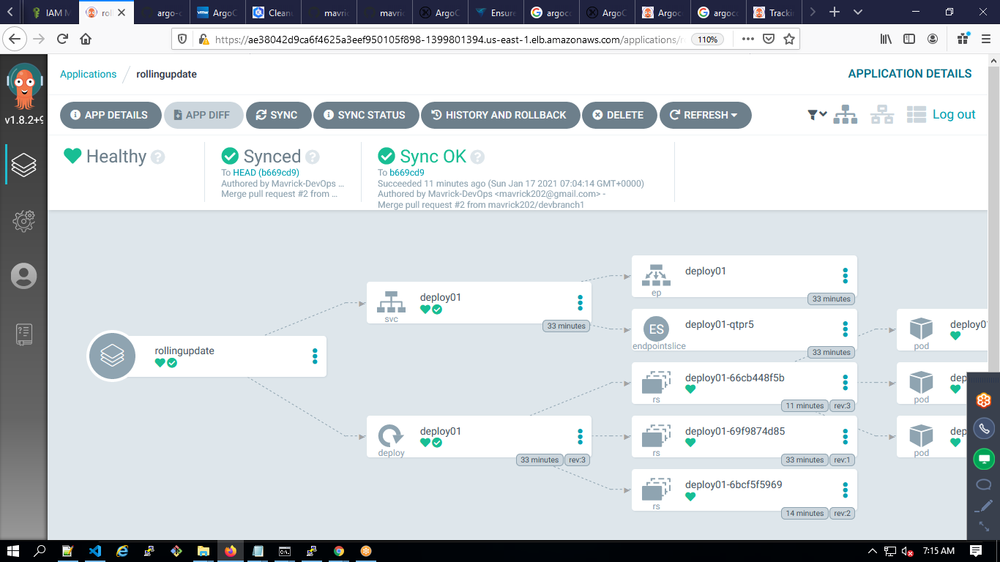 IAM M
roll
argo-c
ArgoC
Cleane
mavric
mavric
ArgoC
Ensure
argocc
ArgoC
Argoc
argocc
Trackin
https://ae38042d9ca6f4625a3eef950105f898-1399801394.us-east-1.elb.amazonaws.com/applications/r
110%
Applications / rollingupdate
APPLICATION DETAILS
v1.8.2+9
APP DETAILS
APP DIFF
SYNC
SYNC STATUS
HISTORY AND ROLLBACK
DELETE
REFRESH
Log out
Healthy
Synced
To HEAD (b669cd9)
Authored by Mavrick-DevOps ...
Merge pull request #2 from ...
Sync OK
To b669cd9
Succeeded 11 minutes ago (Sun Jan 17 2021 07:04:14 GMT+0000)
Authored by Mavrick-DevOps <mavrick202@gmail.com> -
Merge pull request #2 from mavrick202/devbranch1
rollingupdate
svc
deploy01
33 minutes
deploy
deploy01
33 minutes
rev:3
ep
deploy01
33 minutes
ES
endpointslice
deploy01-qtpr5
33 minutes
rs
deploy01-66cb448f5b
11 minutes
rev:3
rs
deploy01-69f9874d85
33 minutes
rev:1
rs
deploy01-6bcf5f5969
14 minutes
rev:2
pod
deploy0
pod
dep
pod
dep
7:15 AM